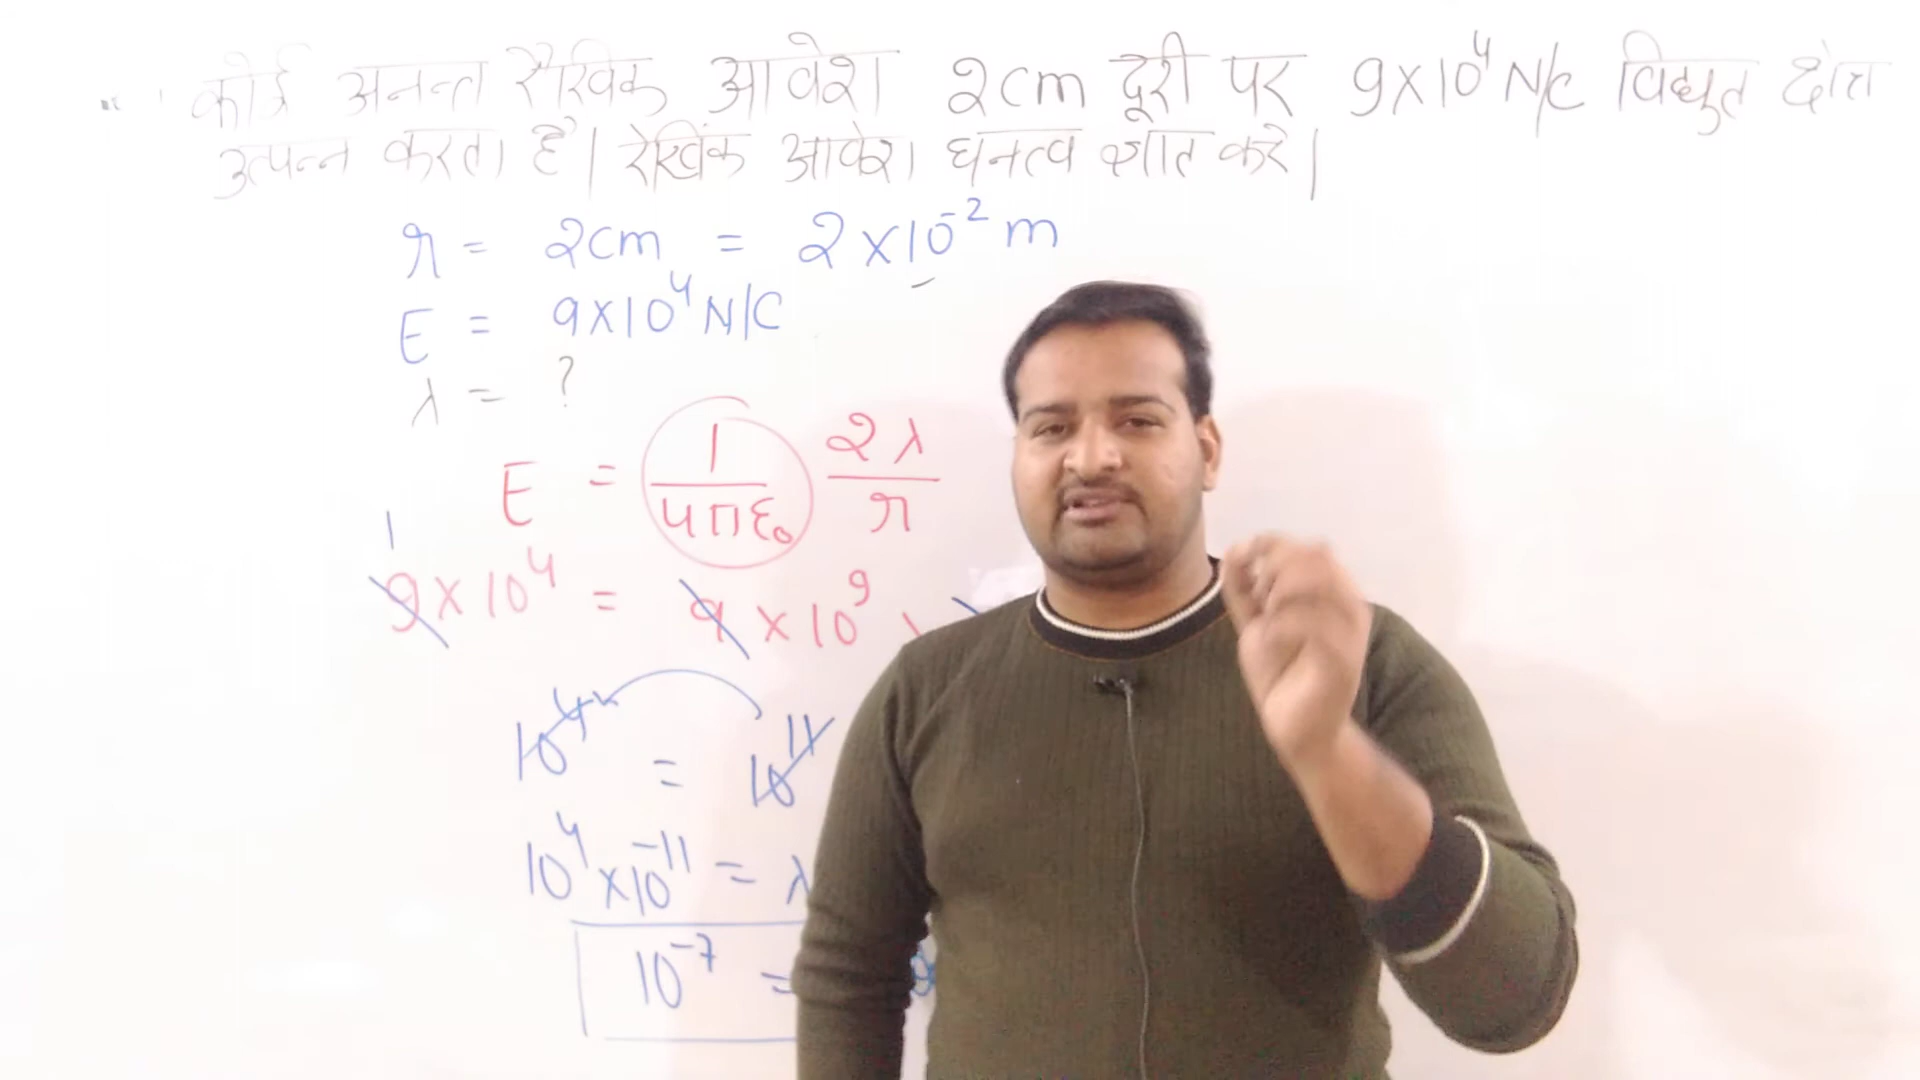 कोई अनन्त रैखिक आवेश 2cm दूरी पर 9×10⁴ N/C विद्युत क्षेत्र
उत्पन्न करता है। रेखिक आवेश घनत्व ज्ञात करे।
r = 2cm = 2×10⁻² m
E = 9×10⁴ N/C
λ = ?
E = 1/4πε₀ 2λ/r
1
9×10⁴ = 9×10⁹ ×
10⁴ = 10¹¹
10⁴×10⁻¹¹ = λ
10⁻⁷ =